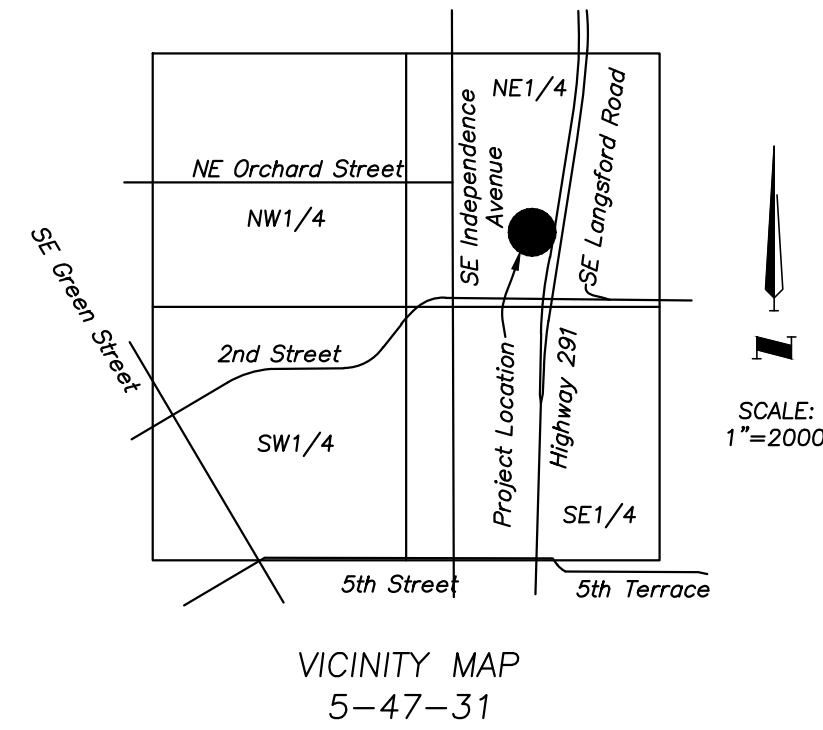 NE1/4
SE Independence
Avenue
SE Langsford Road
NE Orchard Street
NW1/4
SE Green Street
2nd Street
Project Location
Highway 291
N
SCALE:
1"=2000
SW1/4
SE1/4
5th Street
5th Terrace
VICINITY MAP
5-47-31